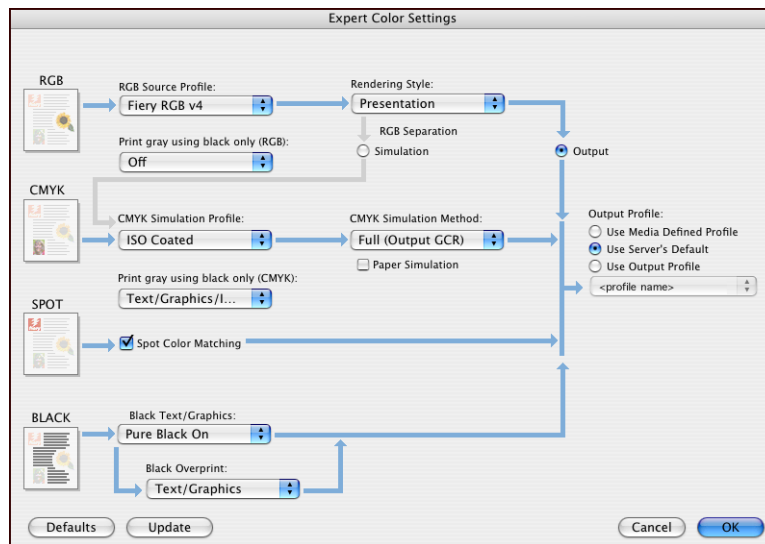 Expert Color Settings
RGB
RGB Source Profile:
Fiery RGB v4
Rendering Style:
Presentation
Print gray using black only (RGB):
Off
RGB Separation
Simulation
Output
CMYK
CMYK Simulation Profile:
ISO Coated
CMYK Simulation Method:
Full (Output GCR)
Paper Simulation
Print gray using black only (CMYK):
Text/Graphics/I...
Output Profile:
Use Media Defined Profile
Use Server's Default
Use Output Profile
<profile name>
SPOT
Spot Color Matching
BLACK
Black Text/Graphics:
Pure Black On
Black Overprint:
Text/Graphics
Defaults
Update
Cancel
OK